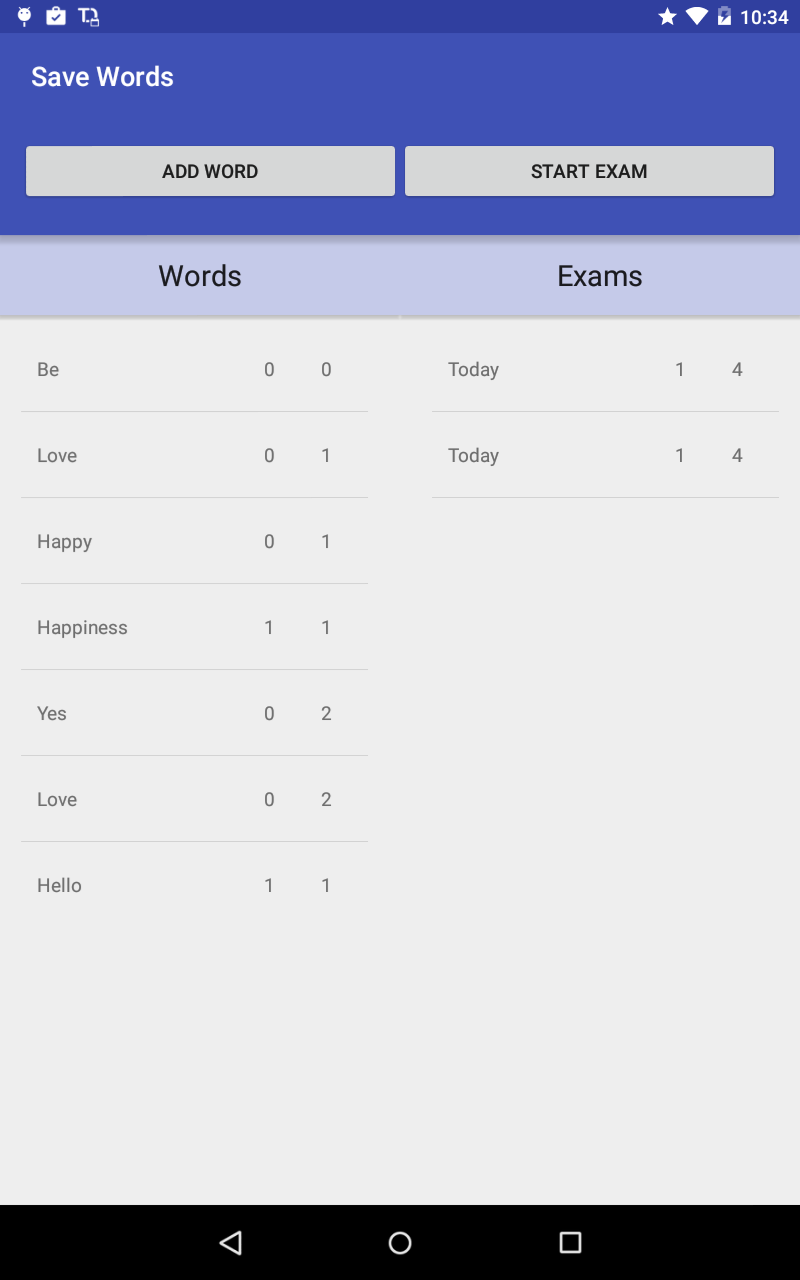 10:34
Save Words
ADD WORD START EXAM
Words Exams
Be 0 0 Today 1 4
Love 0 1 Today 1 4
Happy 0 1
Happiness 1 1
Yes 0 2
Love 0 2
Hello 1 1